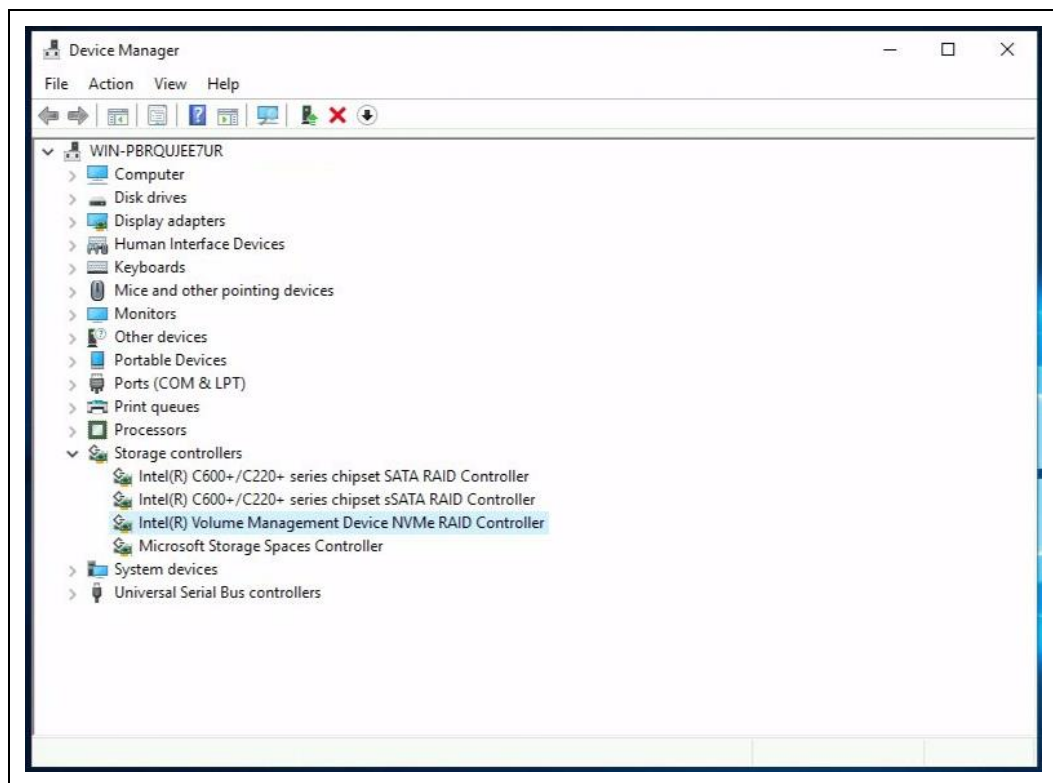 Device Manager
File Action View Help
WIN-PBRQUJEE7UR
Computer
Disk drives
Display adapters
Human Interface Devices
Keyboards
Mice and other pointing devices
Monitors
Other devices
Portable Devices
Ports (COM & LPT)
Print queues
Processors
Storage controllers
Intel(R) C600+/C220+ series chipset SATA RAID Controller
Intel(R) C600+/C220+ series chipset sSATA RAID Controller
Intel(R) Volume Management Device NVMe RAID Controller
Microsoft Storage Spaces Controller
System devices
Universal Serial Bus controllers